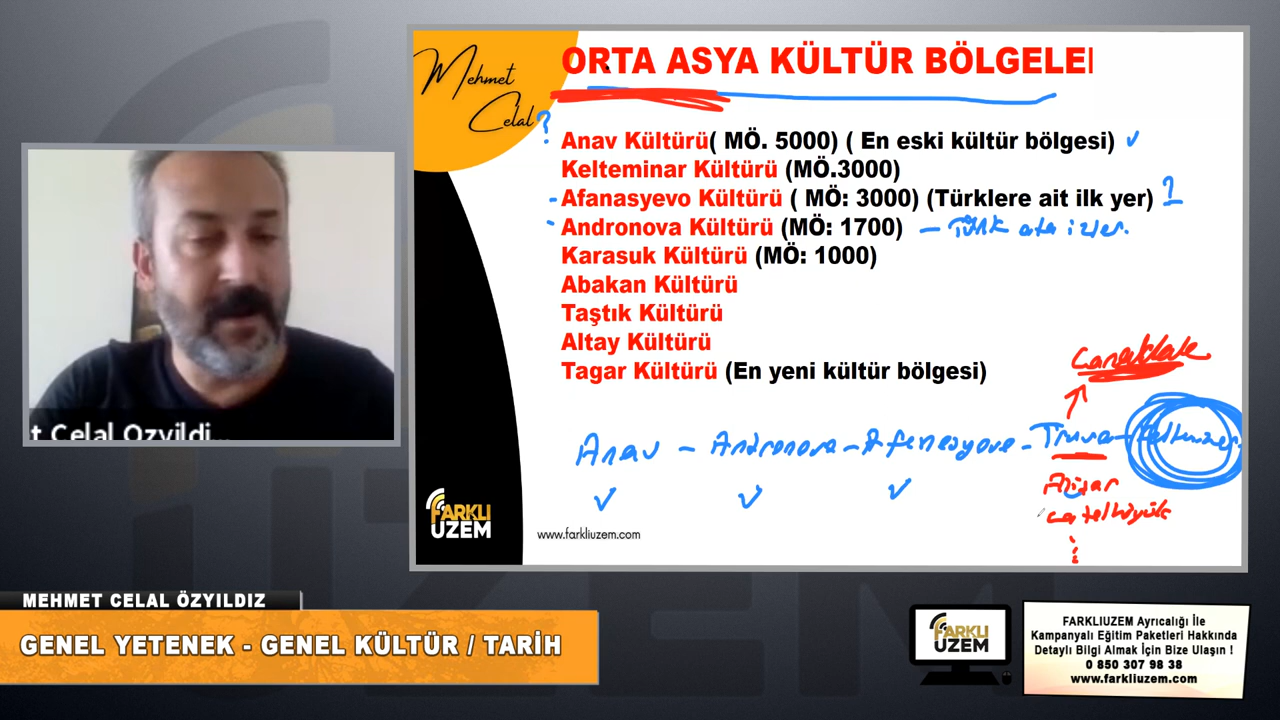 Mehmet
Celal
ORTA ASYA KÜLTÜR BÖLGELE
?
Anav Kültürü( MÖ. 5000) ( En eski kültür bölgesi)
Kelteminar Kültürü (MÖ.3000)
Afanasyevo Kültürü ( MÖ: 3000) (Türklere ait ilk yer) ?
Andronova Kültürü (MÖ: 1700) – Türk ata izler.
Karasuk Kültürü (MÖ: 1000)
Abakan Kültürü
Taştık Kültürü
Altay Kültürü
Tagar Kültürü (En yeni kültür bölgesi)
Anav – Andronova – Afenasyova – Truva –
Alişar
Çatalhöyük
t Celal Ozyildi...
FARKLI
UZEM
www.farkliuzem.com
MEHMET CELAL ÖZYILDIZ
GENEL YETENEK - GENEL KÜLTÜR / TARİH
FARKLI
UZEM
FARKLIUZEM Ayrıcalığı İle
Kampanyalı Eğitim Paketleri Hakkında
Detaylı Bilgi Almak İçin Bize Ulaşın !
0 850 307 98 38
www.farkliuzem.com